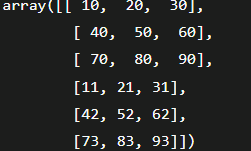 array([[ 10,  20,  30],
       [ 40,  50,  60],
       [ 70,  80,  90],
       [11, 21, 31],
       [42, 52, 62],
       [73, 83, 93]])